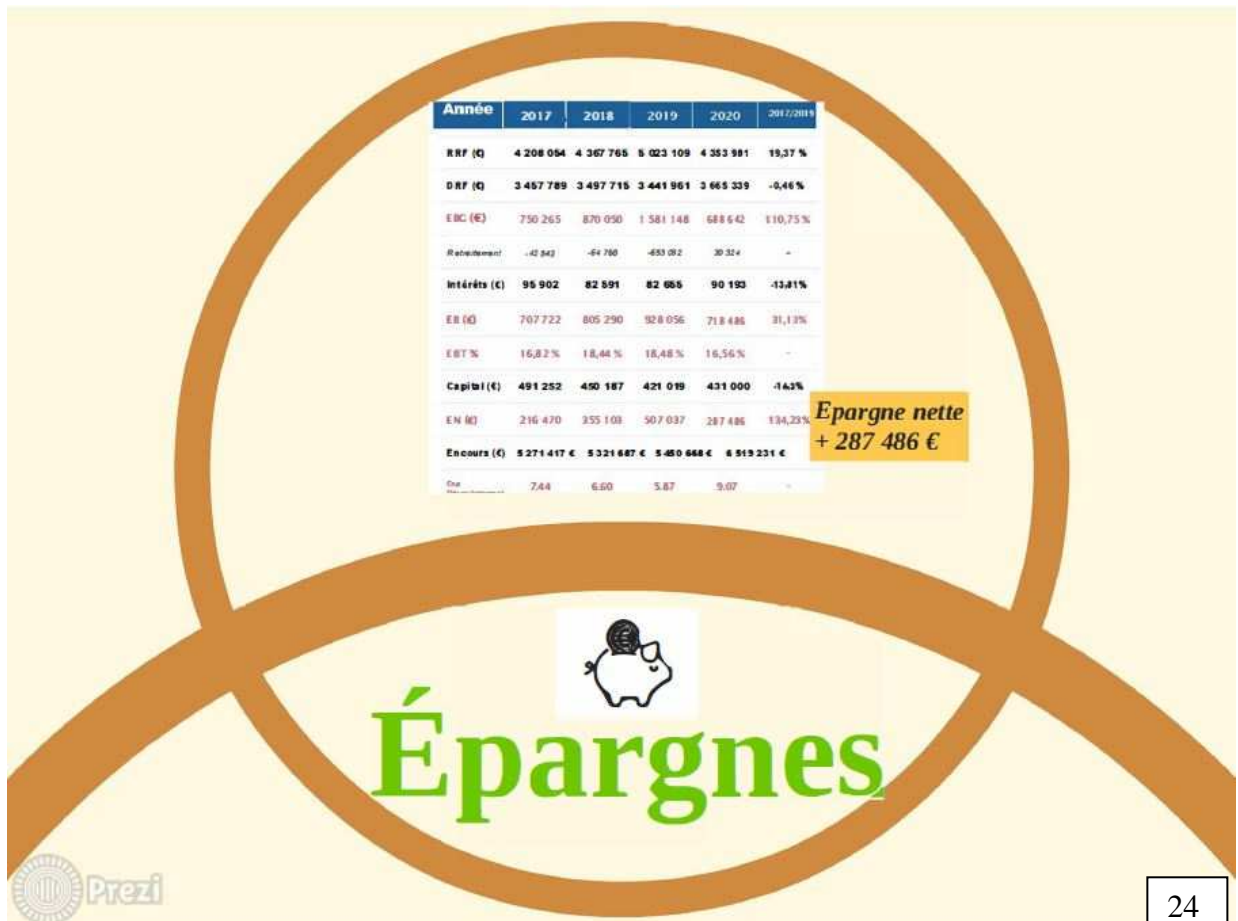 Année 2017 2018 2019 2020 2017/2019
RRF (€) 4 208 054 4 367 765 5 023 109 4 353 981 19,37 %
DRF (€) 3 457 789 3 497 715 3 441 961 3 665 339 -0,46 %
EBC (€) 750 265 870 050 1 581 148 688 642 110,75 %
Retraitement -64 760 -
Intérêts (€) 95 902 82 591 82 655 90 193 -13,81%
EB (€) 707 722 805 290 928 056 718 486 31,13%
EBT % 16,82 % 18,44 % 18,48 % 16,56 % -
Capital (€) 491 252 450 187 421 019 431 000
EN (€) 216 470 355 103 507 037 287 486 134,23%
Epargne nette
+ 287 486 €
Encours (€) 5 271 417 € 5 321 687 € 5 450 668 € 6 519 231 €
7.44 6.60 5.87 9.07 -
Épargnes
Prezi
24